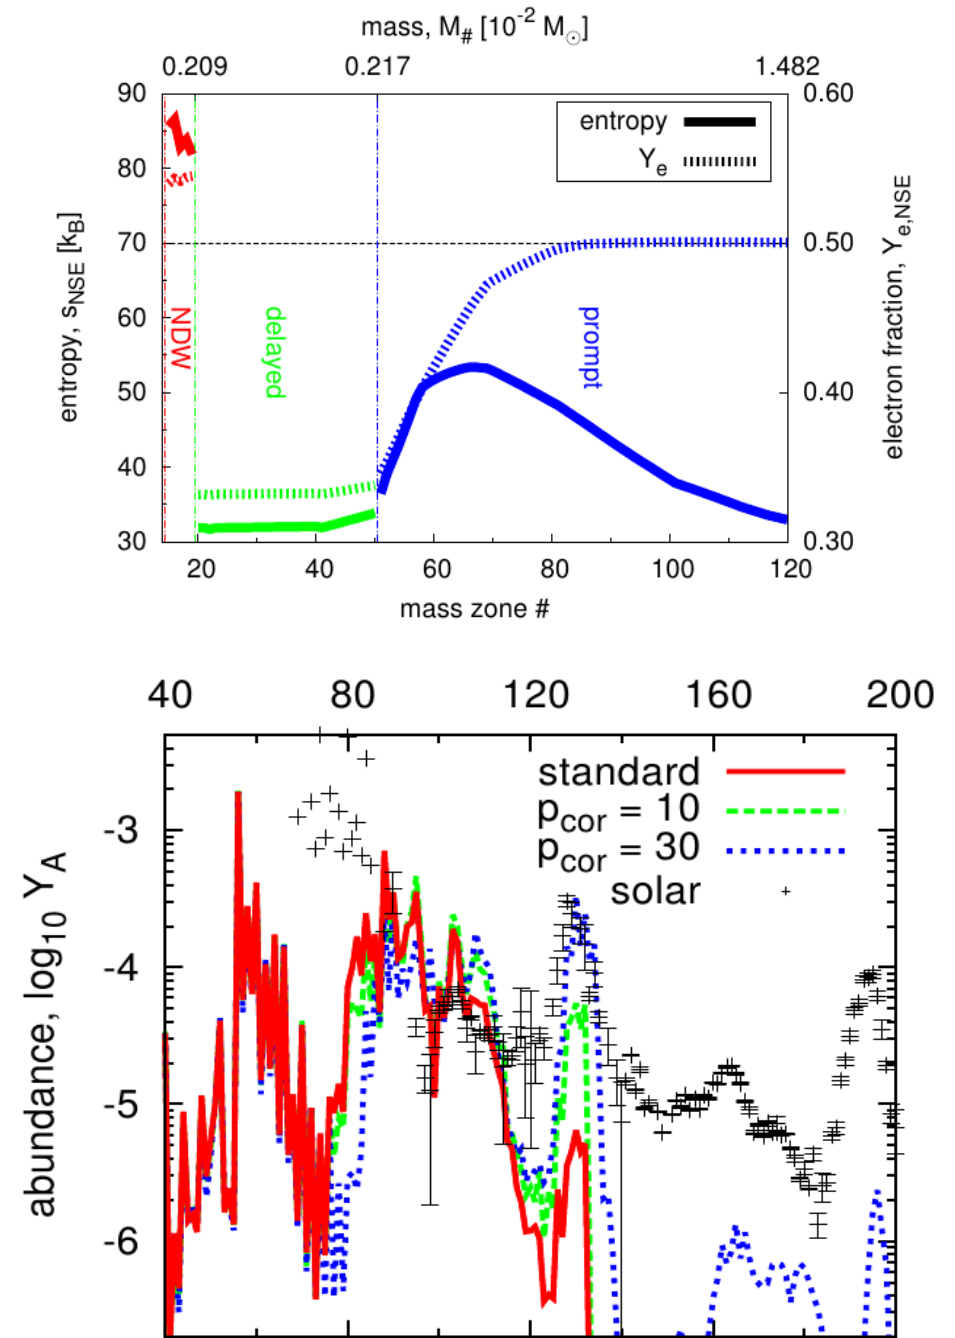 mass, M# [10-2 M☉]
0.209 0.217 1.482
90 0.60
entropy
Ye
80
70 0.50
60
50 0.40
40
30 0.30
entropy, sNSE [kB]
NDW
delayed
prompt
electron fraction, Ye,NSE
20 40 60 80 100 120
mass zone #
40 80 120 160 200
standard
pcor = 10
pcor = 30
solar
-3
-4
-5
-6
abundance, log10 YA